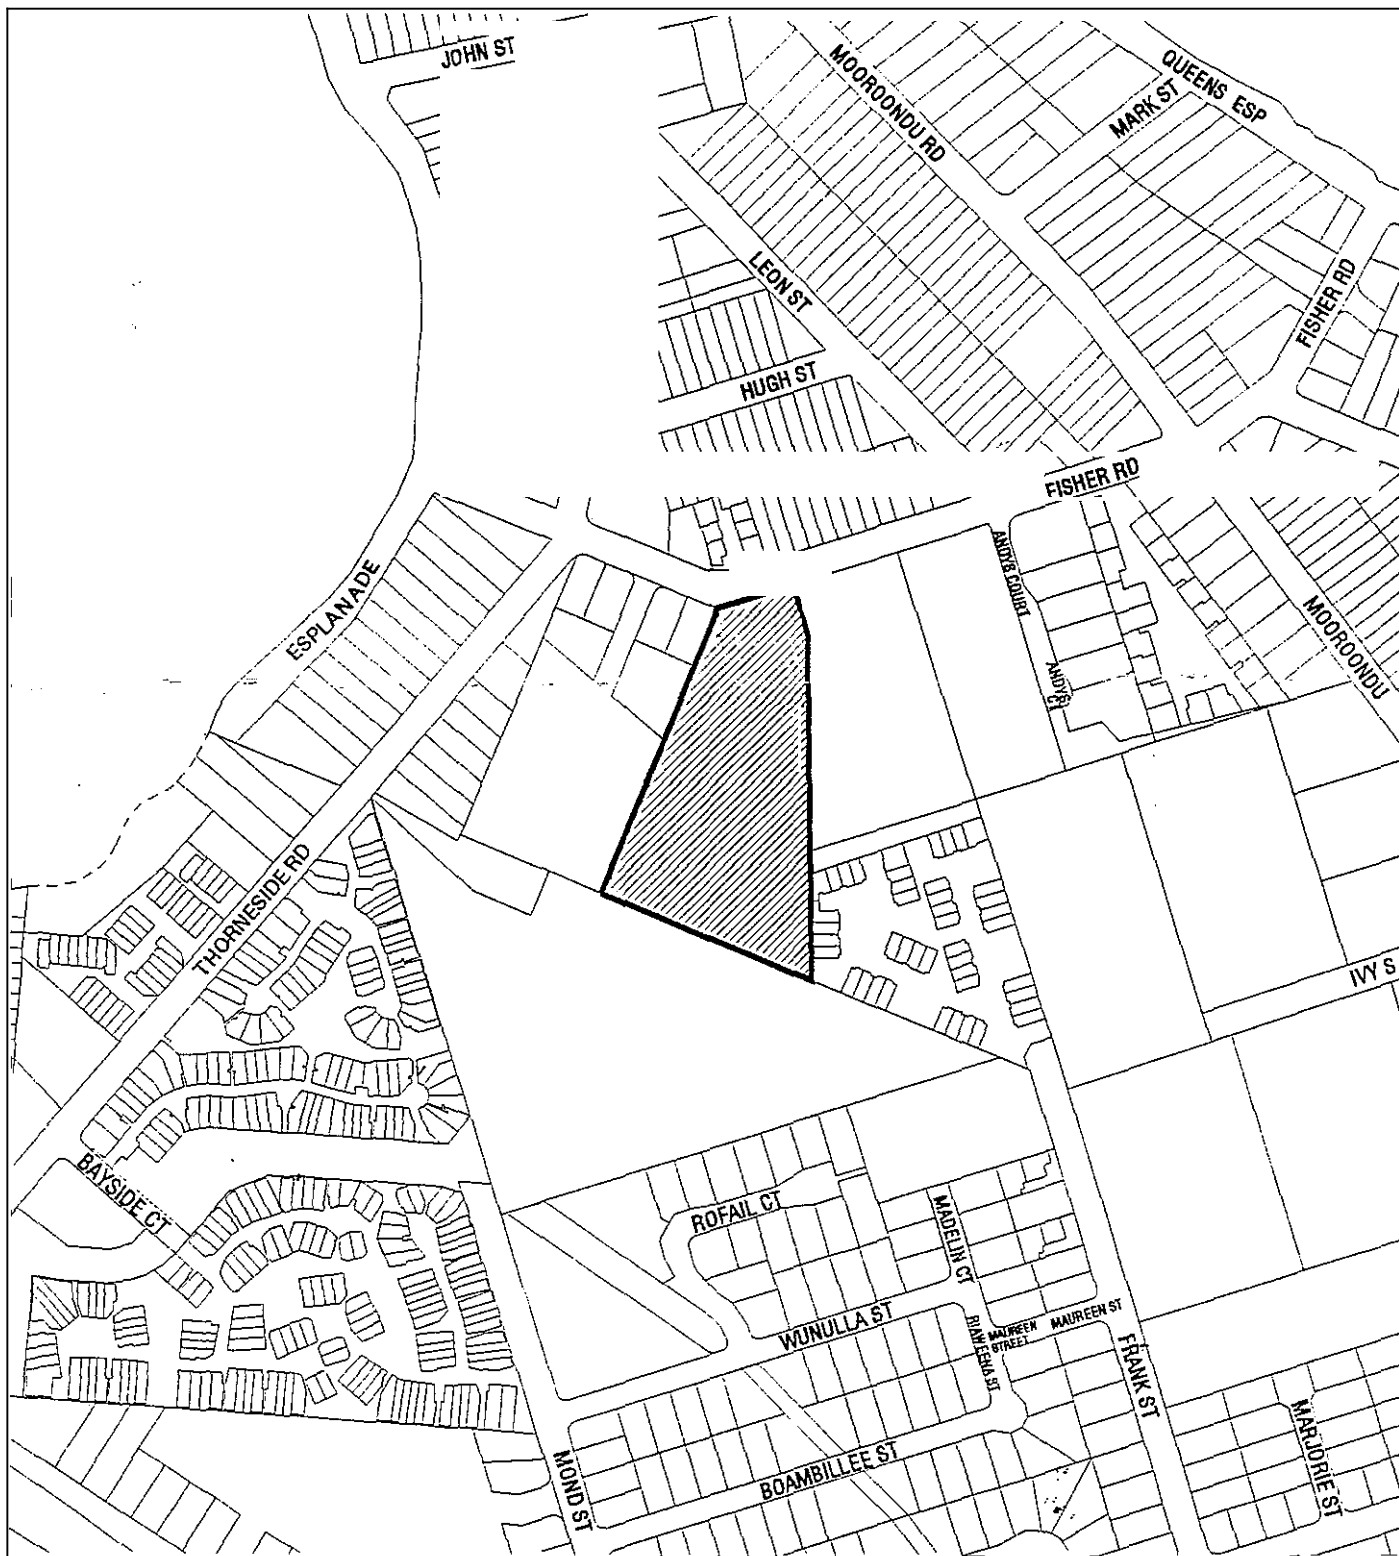 JOHN ST
MOOROONDU RD
QUEENS ESP
MARK ST
LEON ST
FISHER RD
HUGH ST
FISHER RD
ESPLANADE
ANDYS COURT
MOOROONDU
ANDYS
CT
THORNESIDE RD
IVY S
BAYSIDE CT
ROFAIL CT
MADELIN CT
WUNULLA ST
RIAWEENA ST
MAUREEN
STREET
MAUREEN ST
FRANK ST
MARJORIE ST
MOND ST
BOAMBILLEE ST